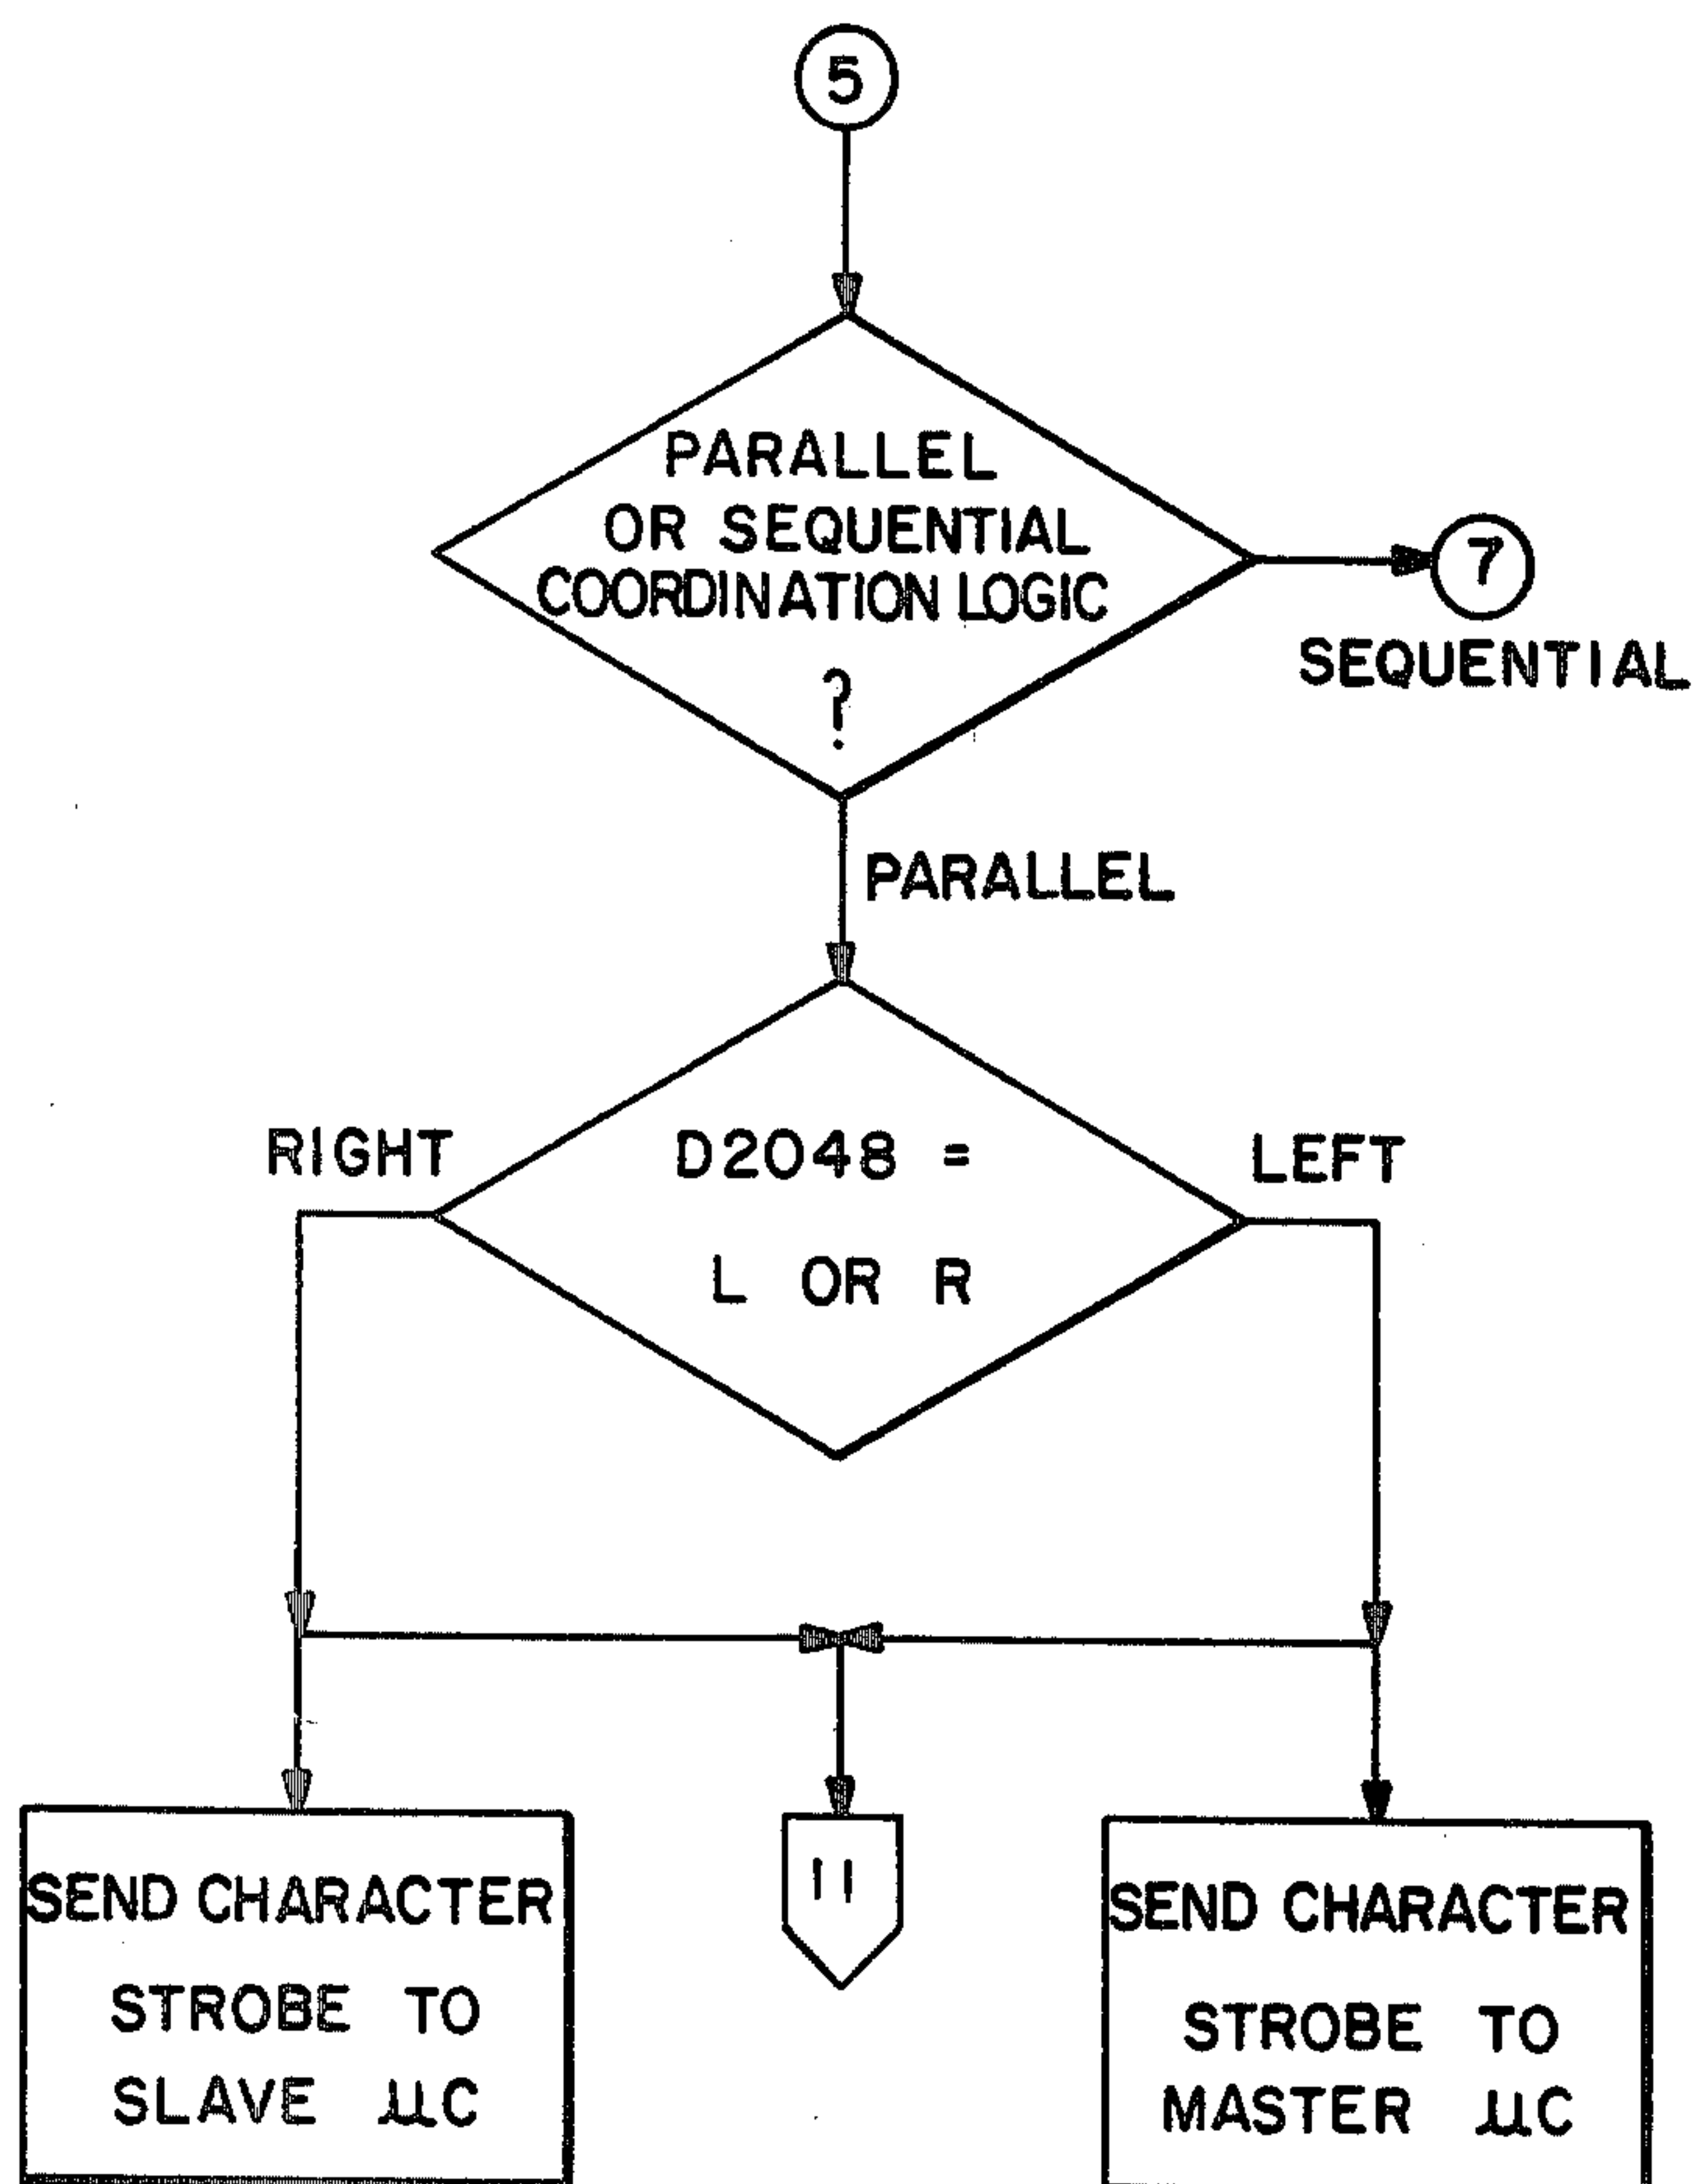 5
PARALLEL
OR SEQUENTIAL
COORDINATION LOGIC
?
7
SEQUENTIAL
PARALLEL
RIGHT
D2048 =
L OR R
LEFT
SEND CHARACTER
STROBE TO
SLAVE μC
11
SEND CHARACTER
STROBE TO
MASTER μC